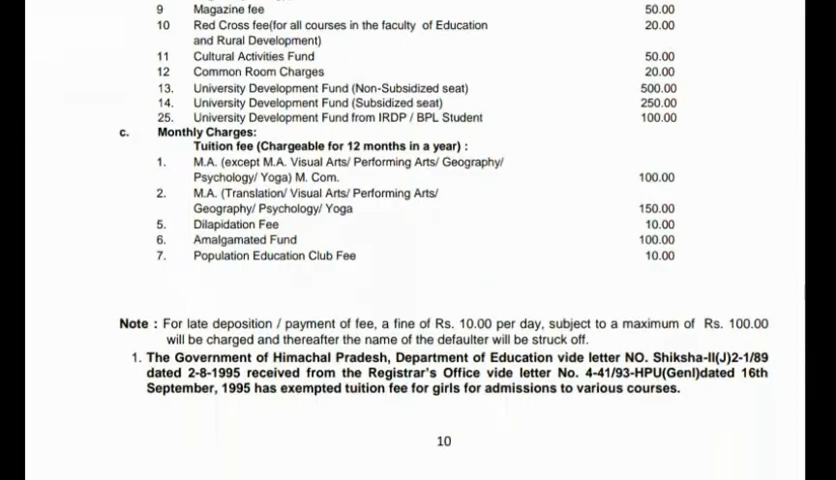 9 Magazine fee 50.00
10 Red Cross fee(for all courses in the faculty of Education 20.00
and Rural Development)
11 Cultural Activities Fund 50.00
12 Common Room Charges 20.00
13. University Development Fund (Non-Subsidized seat) 500.00
14. University Development Fund (Subsidized seat) 250.00
25. University Development Fund from IRDP / BPL Student 100.00
c. Monthly Charges:
Tuition fee (Chargeable for 12 months in a year) :
1. M.A. (except M.A. Visual Arts/ Performing Arts/ Geography/
Psychology/ Yoga) M. Com. 100.00
2. M.A. (Translation/ Visual Arts/ Performing Arts/
Geography/ Psychology/ Yoga 150.00
5. Dilapidation Fee 10.00
6. Amalgamated Fund 100.00
7. Population Education Club Fee 10.00
Note : For late deposition / payment of fee, a fine of Rs. 10.00 per day, subject to a maximum of Rs. 100.00
will be charged and thereafter the name of the defaulter will be struck off.
1. The Government of Himachal Pradesh, Department of Education vide letter NO. Shiksha-II(J)2-1/89
dated 2-8-1995 received from the Registrar's Office vide letter No. 4-41/93-HPU(Genl)dated 16th
September, 1995 has exempted tuition fee for girls for admissions to various courses.
10